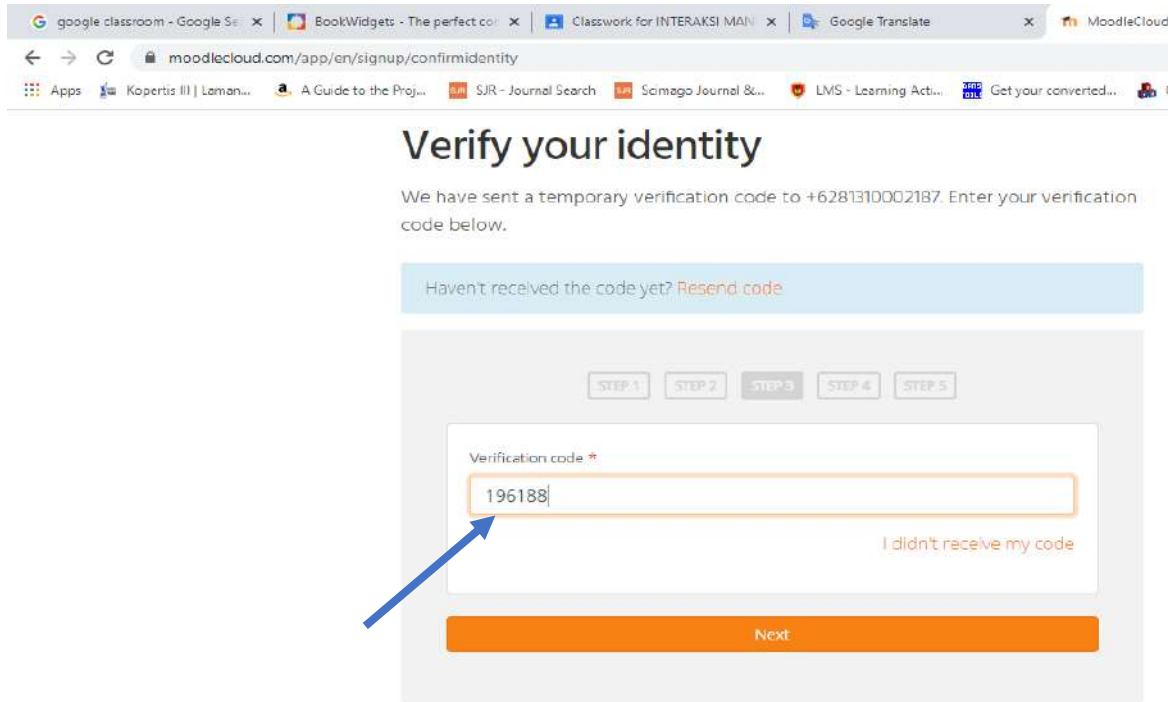 google classroom - Google Se
BookWidgets - The perfect co
Classwork for INTERAKSI MAN
Google Translate
MoodleCloud
moodlecloud.com/app/en/signup/confirmidentity
Apps
Kopertis III | Laman...
A Guide to the Proj...
SJR - Journal Search
Scimago Journal &...
LMS - Learning Acti...
Get your converted...
Verify your identity
We have sent a temporary verification code to +6281310002187. Enter your verification
code below.
Haven't received the code yet? Resend code
STEP 1 STEP 2 STEP 3 STEP 4 STEP 5
Verification code *
196188
I didn't receive my code
Next